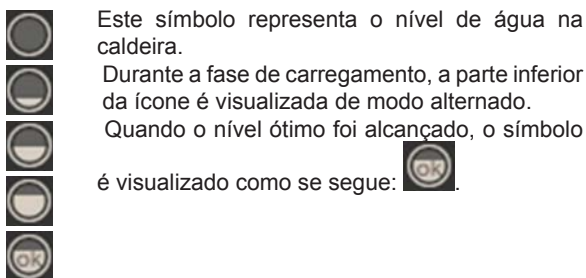 Este símbolo representa o nível de água na
caldeira.
Durante a fase de carregamento, a parte inferior
da ícone é visualizada de modo alternado.
Quando o nível ótimo foi alcançado, o símbolo
é visualizado como se segue: ok.
ok